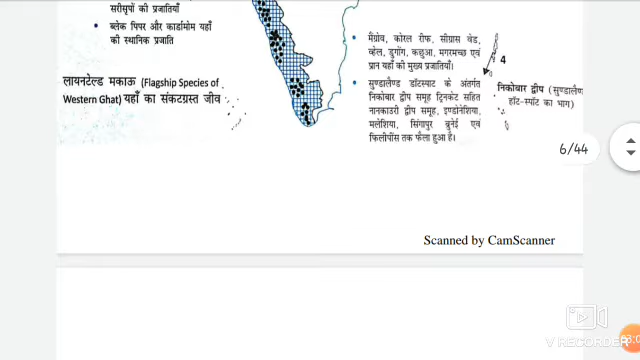 सरीसृपों की प्रजातियाँ
• ब्लेक पिपर और कार्डामोम यहाँ
की स्थानिक प्रजाति
लायनटेल्ड मकाऊ (Flagship Species of
Western Ghat) यहाँ का संकटग्रस्त जीव
• मैंग्रोव, कोरल रीफ, सीग्रास बेड,
व्हेल, डुगोंग, कछुआ, मगरमच्छ एवं
प्रान यहाँ की मुख्य प्रजातियाँ।
• सुण्डालैण्ड हॉटस्पाट के अंतर्गत
निकोबार द्वीप समूह ट्रिनकेट सहित
नानकाउरी द्वीप समूह, इण्डोनेशिया,
मलेशिया, सिंगापुर ब्रुनेई एवं
फिलीपींस तक फैला हुआ है।
4
निकोबार द्वीप (सुण्डालैण्ड
हॉट-स्पॉट का भाग)
6/44
Scanned by CamScanner
V RECORDER